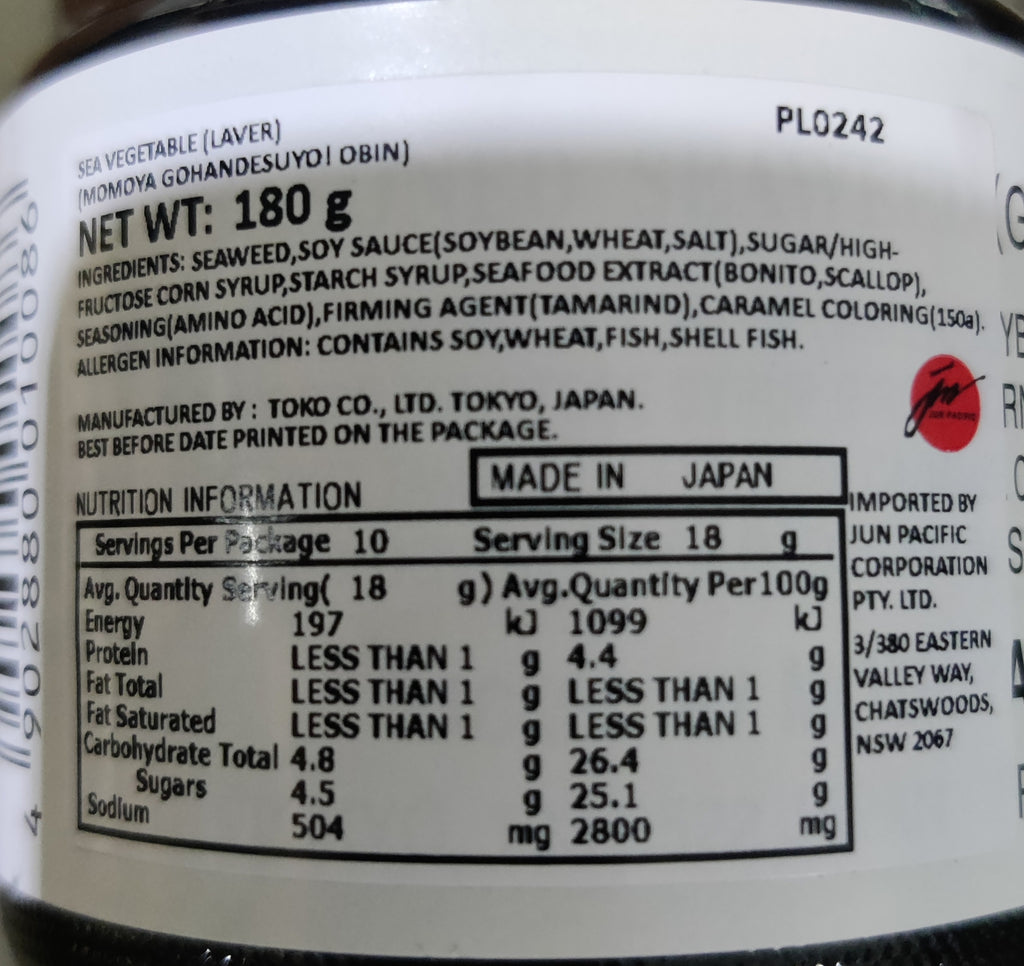 PL0242
SEA VEGETABLE (LAVER)
(MOMOYA GOHANDESUYO! OBIN)
NET WT: 180 g
INGREDIENTS: SEAWEED,SOY SAUCE(SOYBEAN,WHEAT,SALT),SUGAR/HIGH-
FRUCTOSE CORN SYRUP,STARCH SYRUP,SEAFOOD EXTRACT(BONITO,SCALLOP),
SEASONING(AMINO ACID),FIRMING AGENT(TAMARIND),CARAMEL COLORING(150a).
ALLERGEN INFORMATION: CONTAINS SOY,WHEAT,FISH,SHELL FISH.
MANUFACTURED BY : TOKO CO., LTD. TOKYO, JAPAN.
BEST BEFORE DATE PRINTED ON THE PACKAGE.
JUN PACIFIC
MADE IN JAPAN
NUTRITION INFORMATION
Servings Per Package 10 Serving Size 18 g
Avg. Quantity Serving( 18 g) Avg.Quantity Per100g
Energy 197 kJ 1099 kJ
Protein LESS THAN 1 g 4.4 g
Fat Total LESS THAN 1 g LESS THAN 1 g
Fat Saturated LESS THAN 1 g LESS THAN 1 g
Carbohydrate Total 4.8 g 26.4 g
Sugars 4.5 g 25.1 g
Sodium 504 mg 2800 mg
IMPORTED BY
JUN PACIFIC
CORPORATION
PTY. LTD.
3/380 EASTERN
VALLEY WAY,
CHATSWOODS,
NSW 2067
4 902880 010086